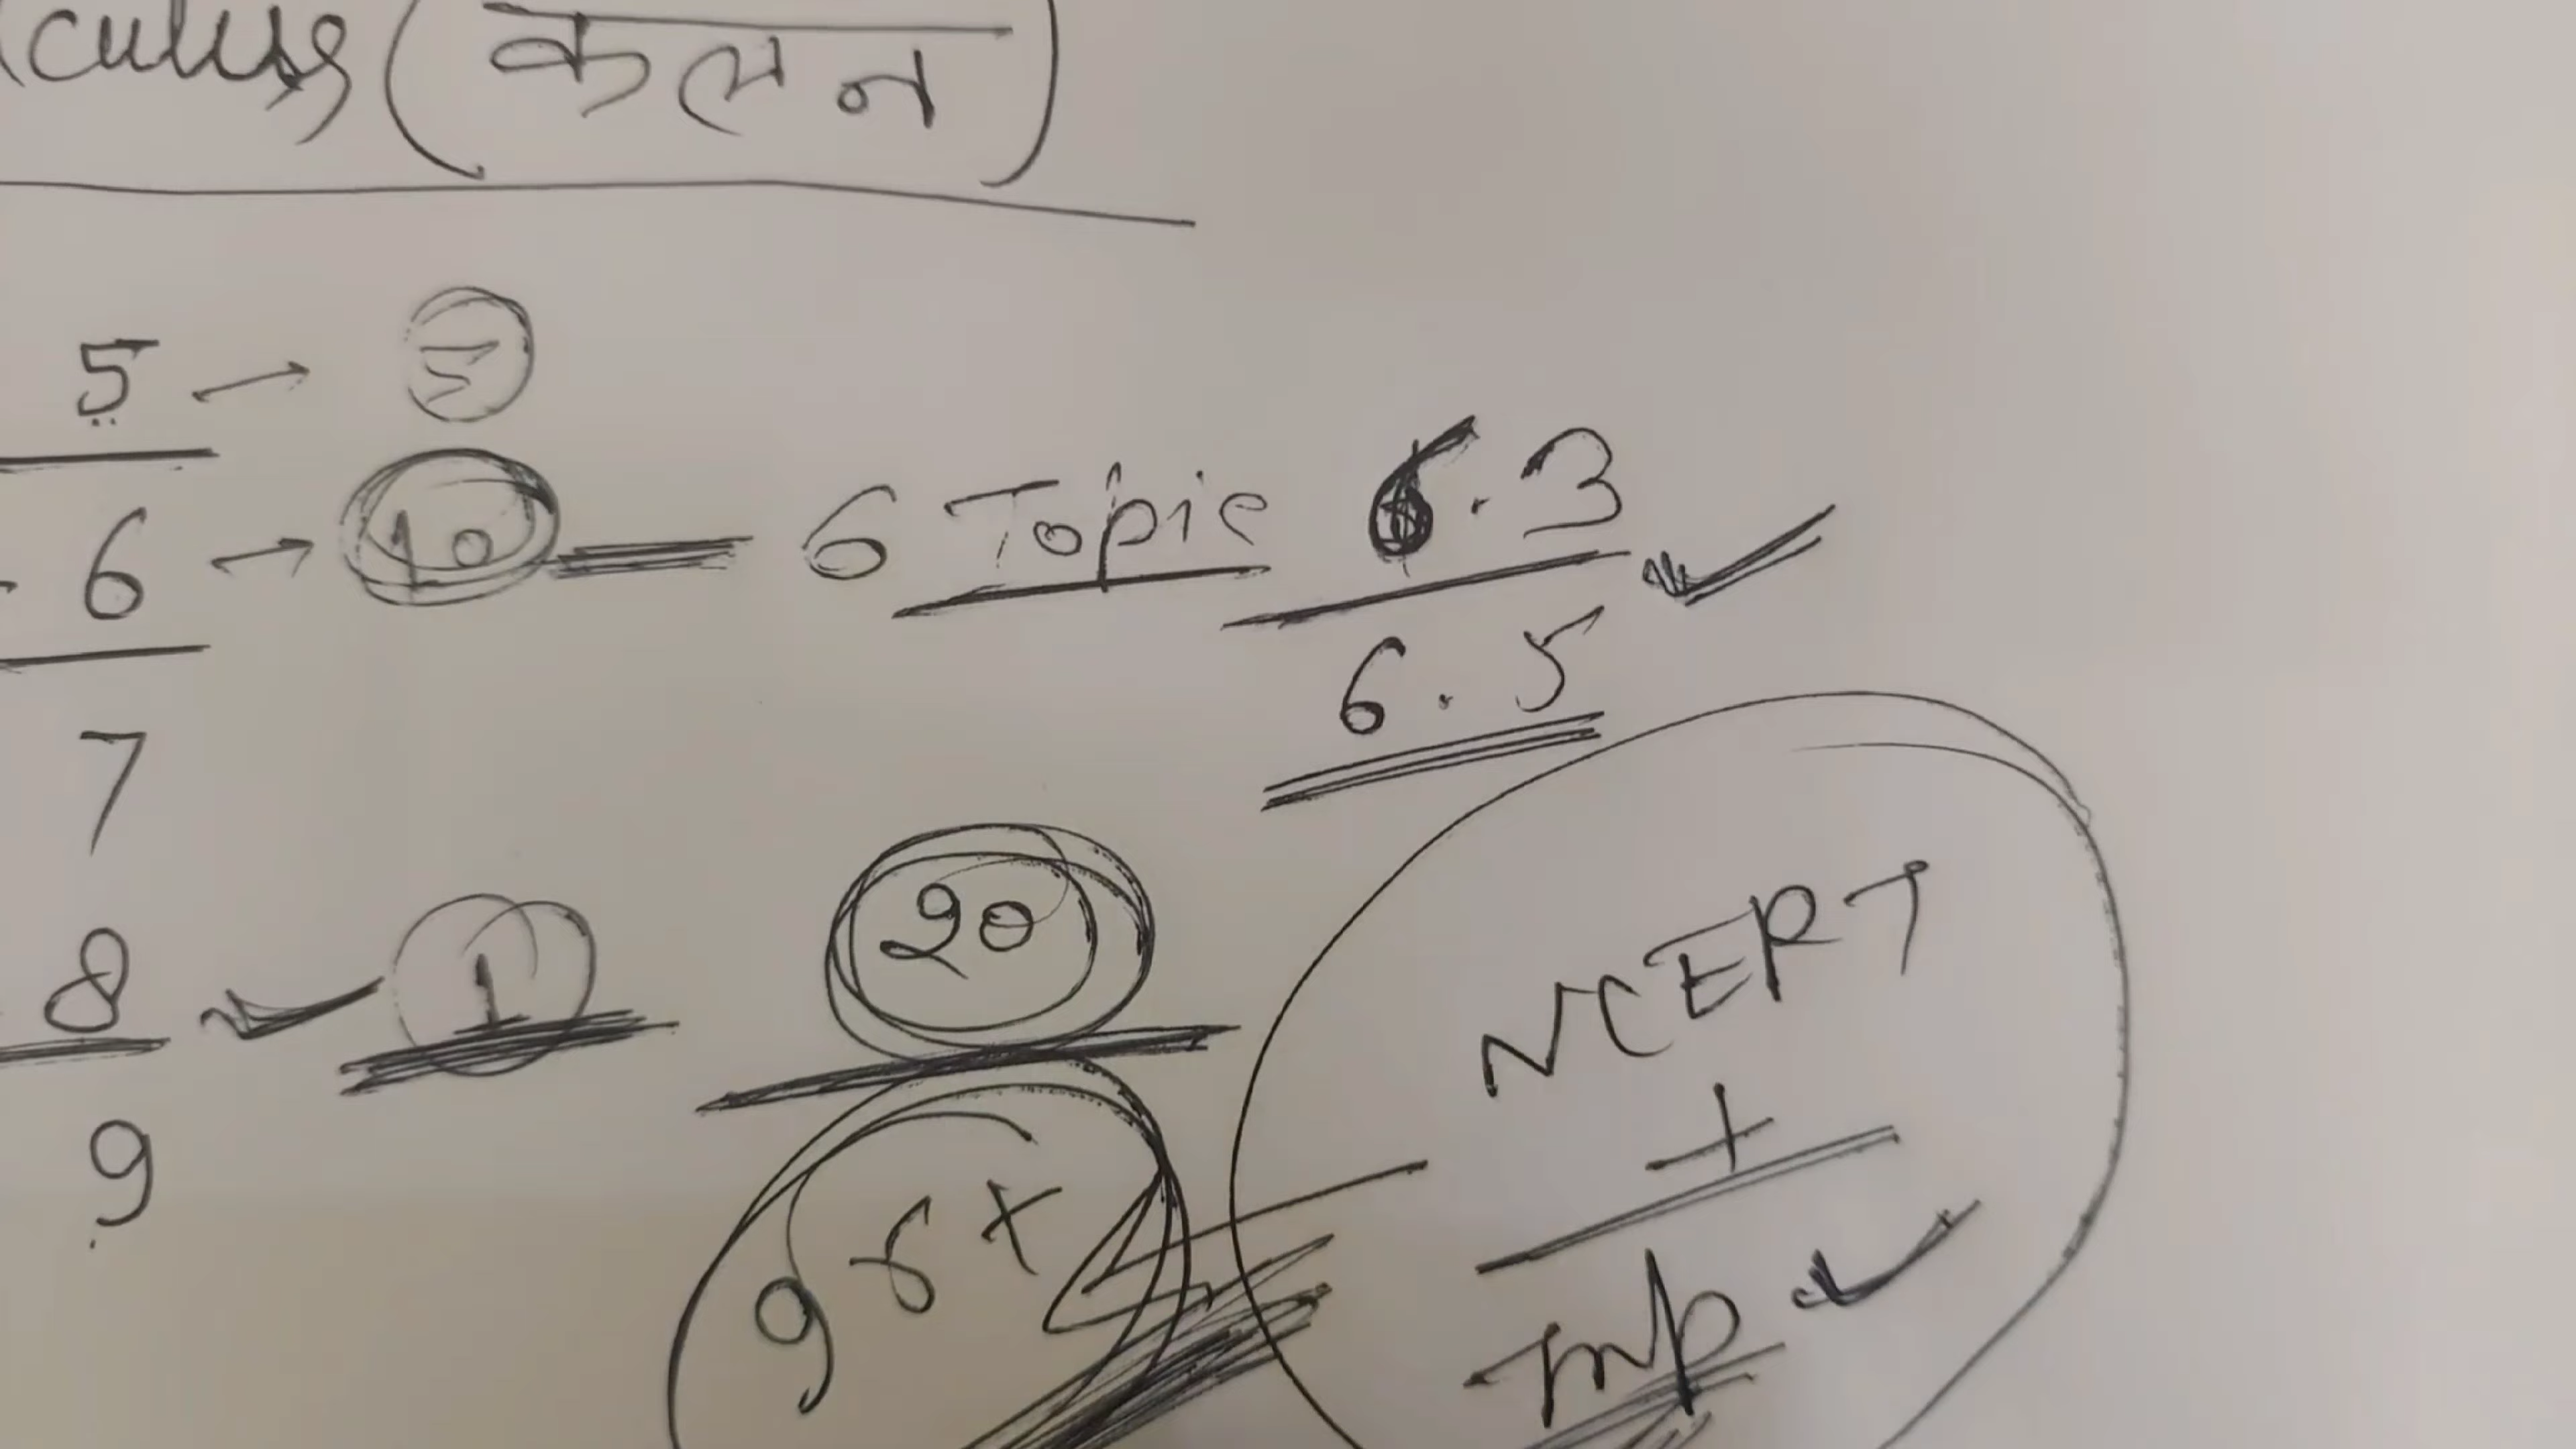 culus (कलन)
5 → 5
6 → 10 — 6 Topic 6.3 ✓
6.5
7
8 ✓ 1
20
9
95+
NCERT
+
Imp ✓